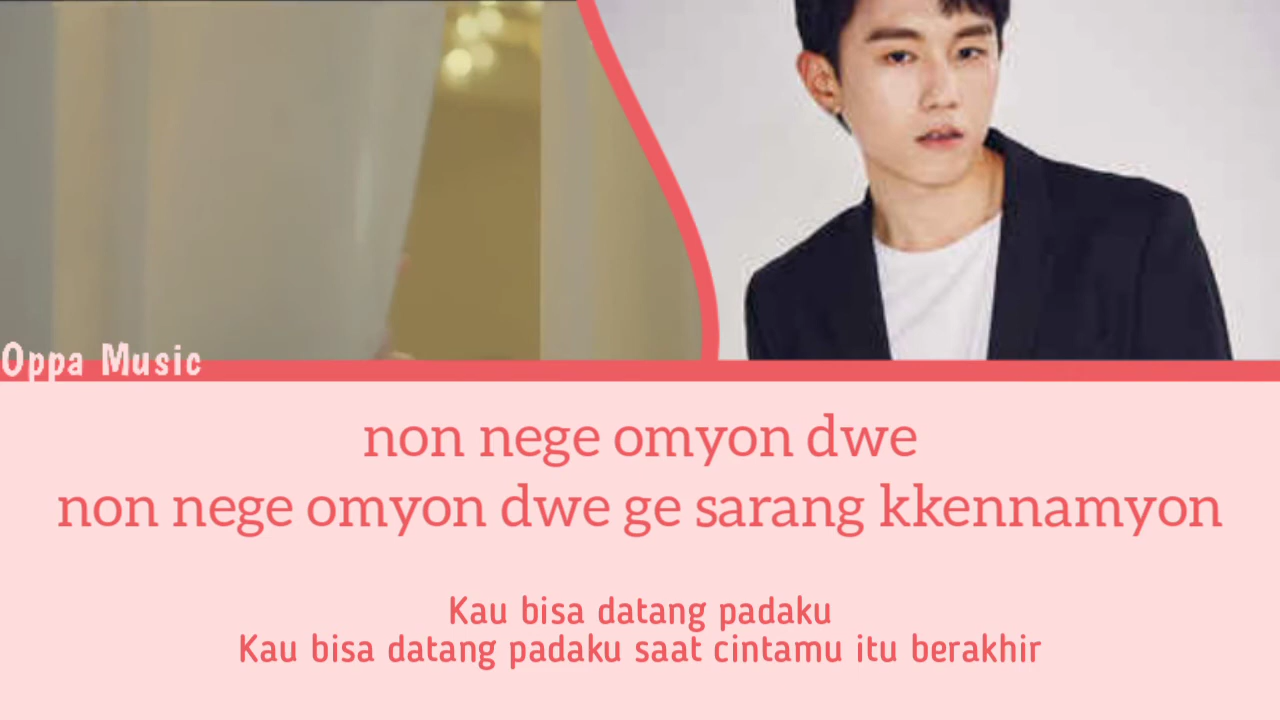 Oppa Music
non nege omyon dwe
non nege omyon dwe ge sarang kkennamyon
Kau bisa datang padaku
Kau bisa datang padaku saat cintamu itu berakhir